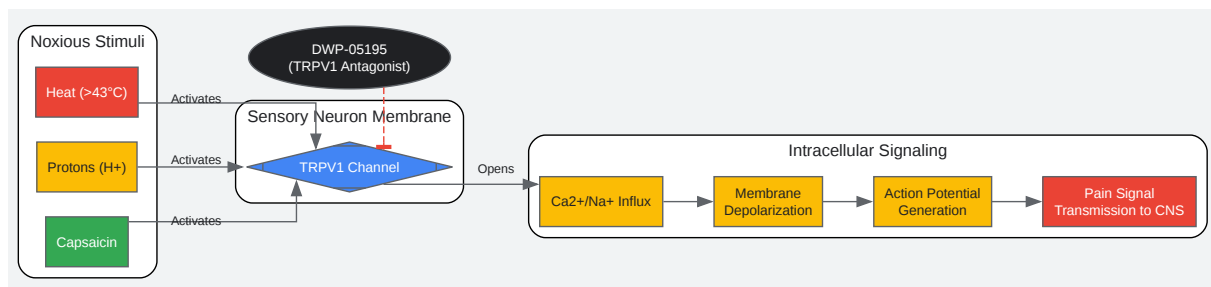 Noxious Stimuli
Heat (>43°C)
Protons (H+)
Capsaicin
Activates
Activates
Activates
DWP-05195
(TRPV1 Antagonist)
Sensory Neuron Membrane
TRPV1 Channel
Opens
Intracellular Signaling
Ca2+/Na+ Influx
Membrane
Depolarization
Action Potential
Generation
Pain Signal
Transmission to CNS